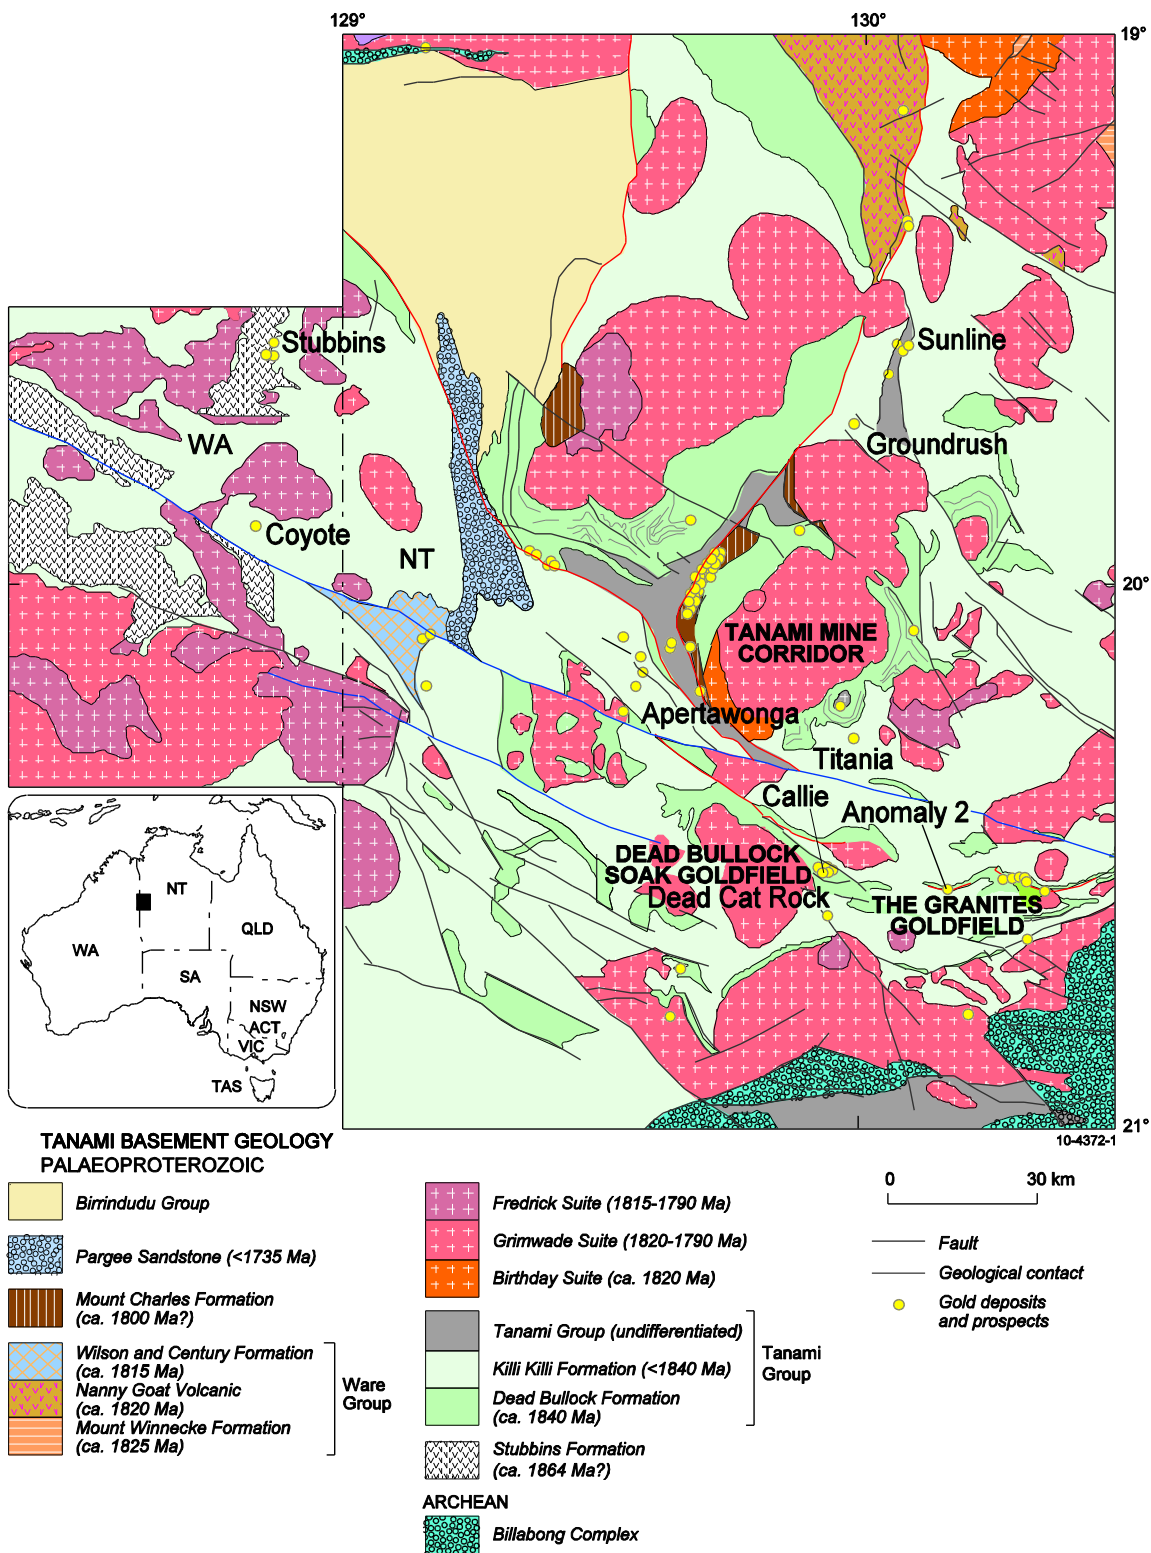 129°
130°
19°
Stubbins
Sunline
WA
Groundrush
Coyote
NT
20°
TANAMI MINE
CORRIDOR
Apertawonga
Titania
Callie
Anomaly 2
DEAD BULLOCK
SOAK GOLDFIELD
Dead Cat Rock
THE GRANITES
GOLDFIELD
21°
10-4372-1
NT
QLD
WA
SA
NSW
ACT
VIC
TAS
TANAMI BASEMENT GEOLOGY
PALAEOPROTEROZOIC
Birrindudu Group
Pargee Sandstone (<1735 Ma)
Mount Charles Formation
(ca. 1800 Ma?)
Wilson and Century Formation
(ca. 1815 Ma)
Nanny Goat Volcanic
(ca. 1820 Ma)
Mount Winnecke Formation
(ca. 1825 Ma)
Ware
Group
Fredrick Suite (1815-1790 Ma)
Grimwade Suite (1820-1790 Ma)
Birthday Suite (ca. 1820 Ma)
Tanami Group (undifferentiated)
Killi Killi Formation (<1840 Ma)
Dead Bullock Formation
(ca. 1840 Ma)
Tanami
Group
Stubbins Formation
(ca. 1864 Ma?)
ARCHEAN
Billabong Complex
0 30 km
Fault
Geological contact
Gold deposits
and prospects